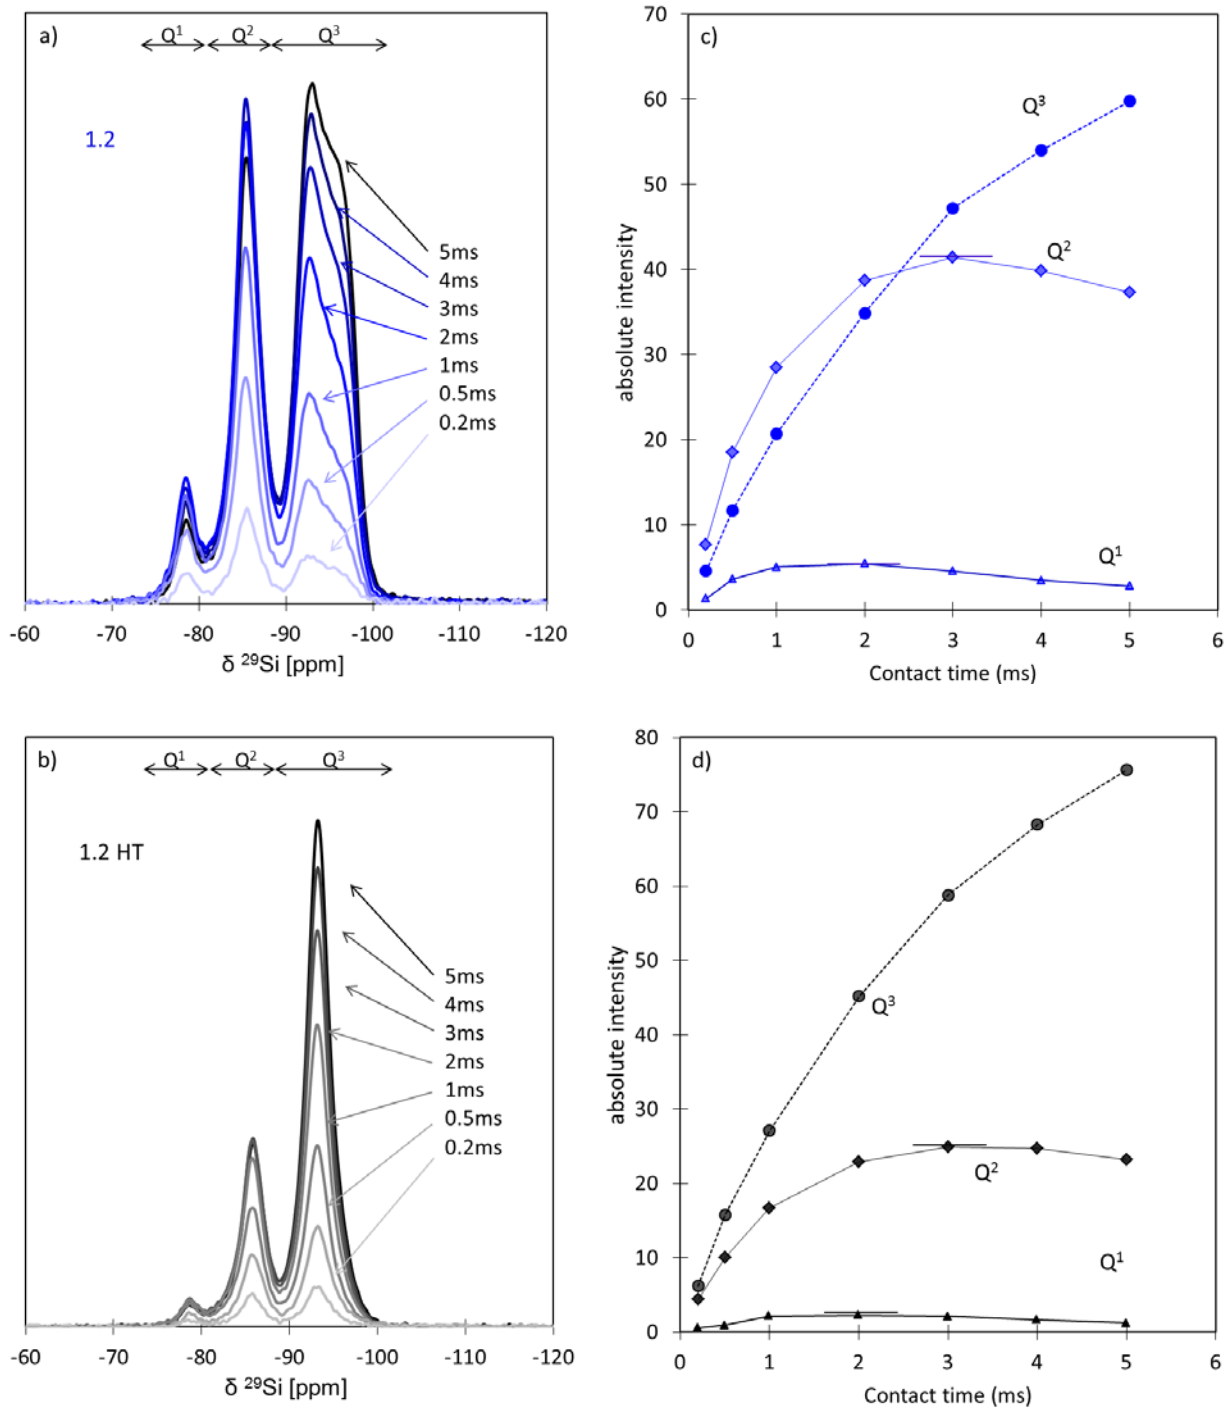 a)
Q¹ Q² Q³
1.2
5ms
4ms
3ms
2ms
1ms
0.5ms
0.2ms
-60 -70 -80 -90 -100 -110 -120
δ ²⁹Si [ppm]
c)
70
60
50
40
30
20
10
0
absolute intensity
Q³
Q²
Q¹
0 1 2 3 4 5 6
Contact time (ms)
b)
Q¹ Q² Q³
1.2 HT
5ms
4ms
3ms
2ms
1ms
0.5ms
0.2ms
-60 -70 -80 -90 -100 -110 -120
δ ²⁹Si [ppm]
d)
80
70
60
50
40
30
20
10
0
absolute intensity
Q³
Q²
Q¹
0 1 2 3 4 5 6
Contact time (ms)